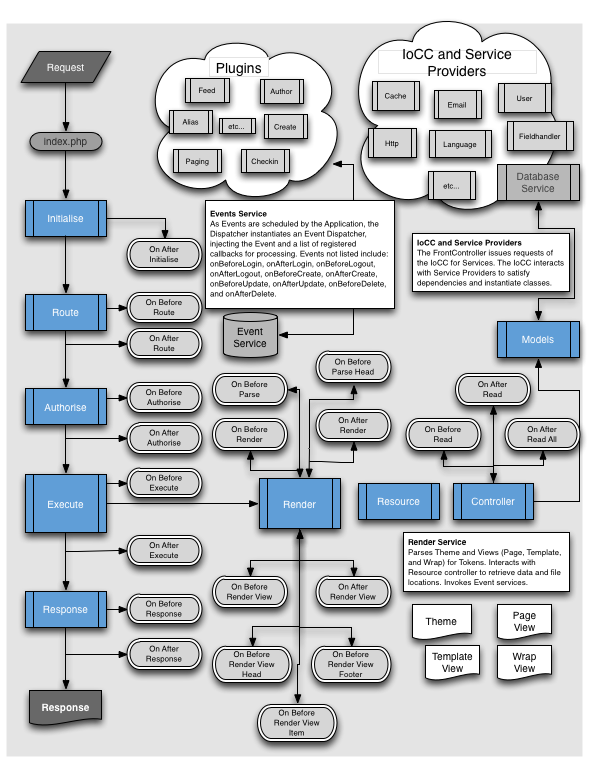 Request
index.php
Initialise
On After
Initialise
Route
On Before
Route
On After
Route
Authorise
On Before
Authorise
On After
Authorise
Execute
On Before
Execute
On After
Execute
Response
On Before
Response
On After
Response
Response
Plugins
Feed
Author
Alias
etc...
Create
Paging
Checkin
IoCC and Service
Providers
Cache
Email
User
Http
Language
Fieldhandler
etc...
Database
Service
Events Service
As Events are scheduled by the Application, the
Dispatcher instantiates an Event Dispatcher,
injecting the Event and a list of registered
callbacks for processing. Events not listed include:
onBeforeLogin, onAfterLogin, onBeforeLogout,
onAfterLogout, onBeforeCreate, onAfterCreate,
onBeforeUpdate, onAfterUpdate, onBeforeDelete,
and onAfterDelete.
IoCC and Service Providers
The FrontController issues requests of
the IoCC for Services. The IoCC interacts
with Service Providers to satisfy
dependencies and instantiate classes.
Event
Service
Models
On Before
Parse
On Before
Parse Head
On Before
Render
On After
Render
On After
Read
On Before
Read
On After
Read All
Render
Resource
Controller
Render Service
Parses Theme and Views (Page, Template,
and Wrap) for Tokens. Interacts with
Resource controller to retrieve data and file
locations. Invokes Event services.
On Before
Render View
On After
Render View
On Before
Render View
Head
On Before
Render View
Footer
On Before
Render View
Item
Theme
Page
View
Template
View
Wrap
View